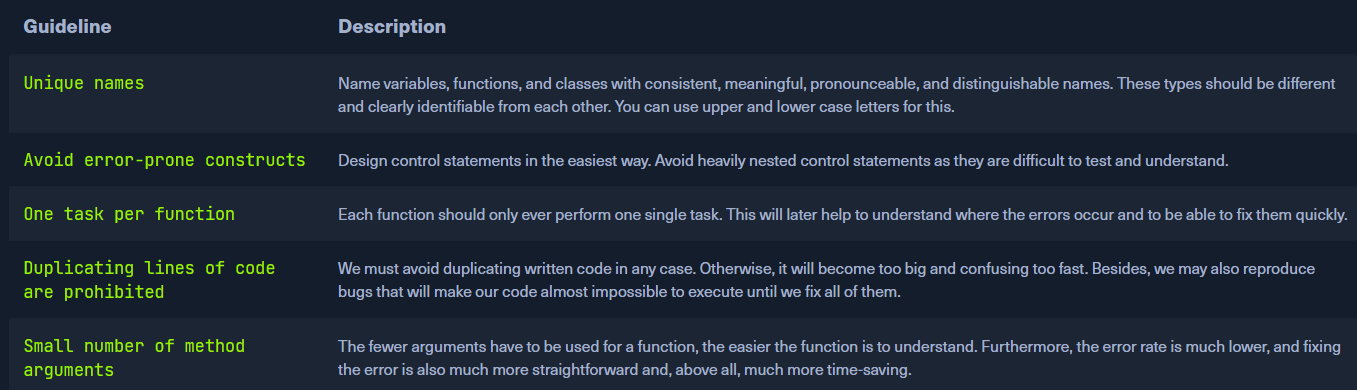 Guideline
Description
Unique names
Name variables, functions, and classes with consistent, meaningful, pronounceable, and distinguishable names. These types should be different
and clearly identifiable from each other. You can use upper and lower case letters for this.
Avoid error-prone constructs
Design control statements in the easiest way. Avoid heavily nested control statements as they are difficult to test and understand.
One task per function
Each function should only ever perform one single task. This will later help to understand where the errors occur and to be able to fix them quickly.
Duplicating lines of code
are prohibited
We must avoid duplicating written code in any case. Otherwise, it will become too big and confusing too fast. Besides, we may also reproduce
bugs that will make our code almost impossible to execute until we fix all of them.
Small number of method
arguments
The fewer arguments have to be used for a function, the easier the function is to understand. Furthermore, the error rate is much lower, and fixing
the error is also much more straightforward and, above all, much more time-saving.